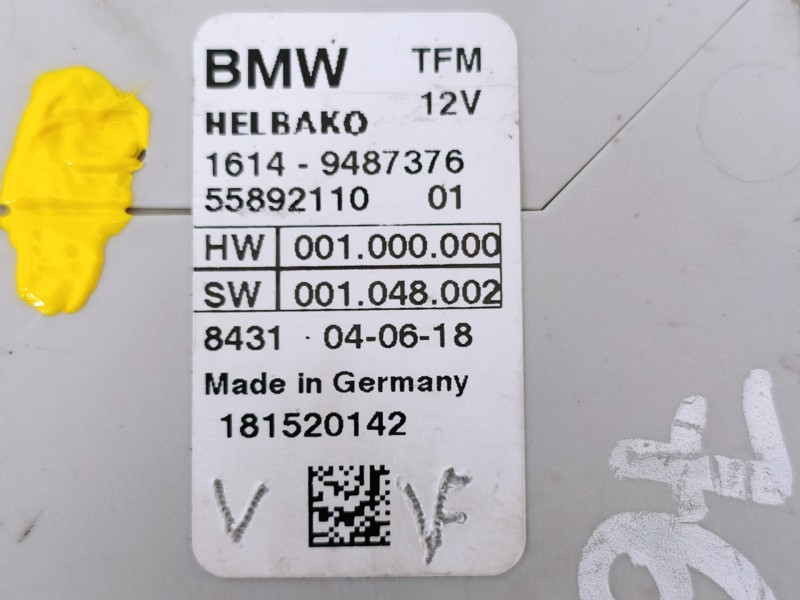 BMW TFM
12V
HELBAKO
1614 - 9487376
55892110 01
HW 001.000.000
SW 001.048.002
8431 · 04-06-18
Made in Germany
181520142
V VF